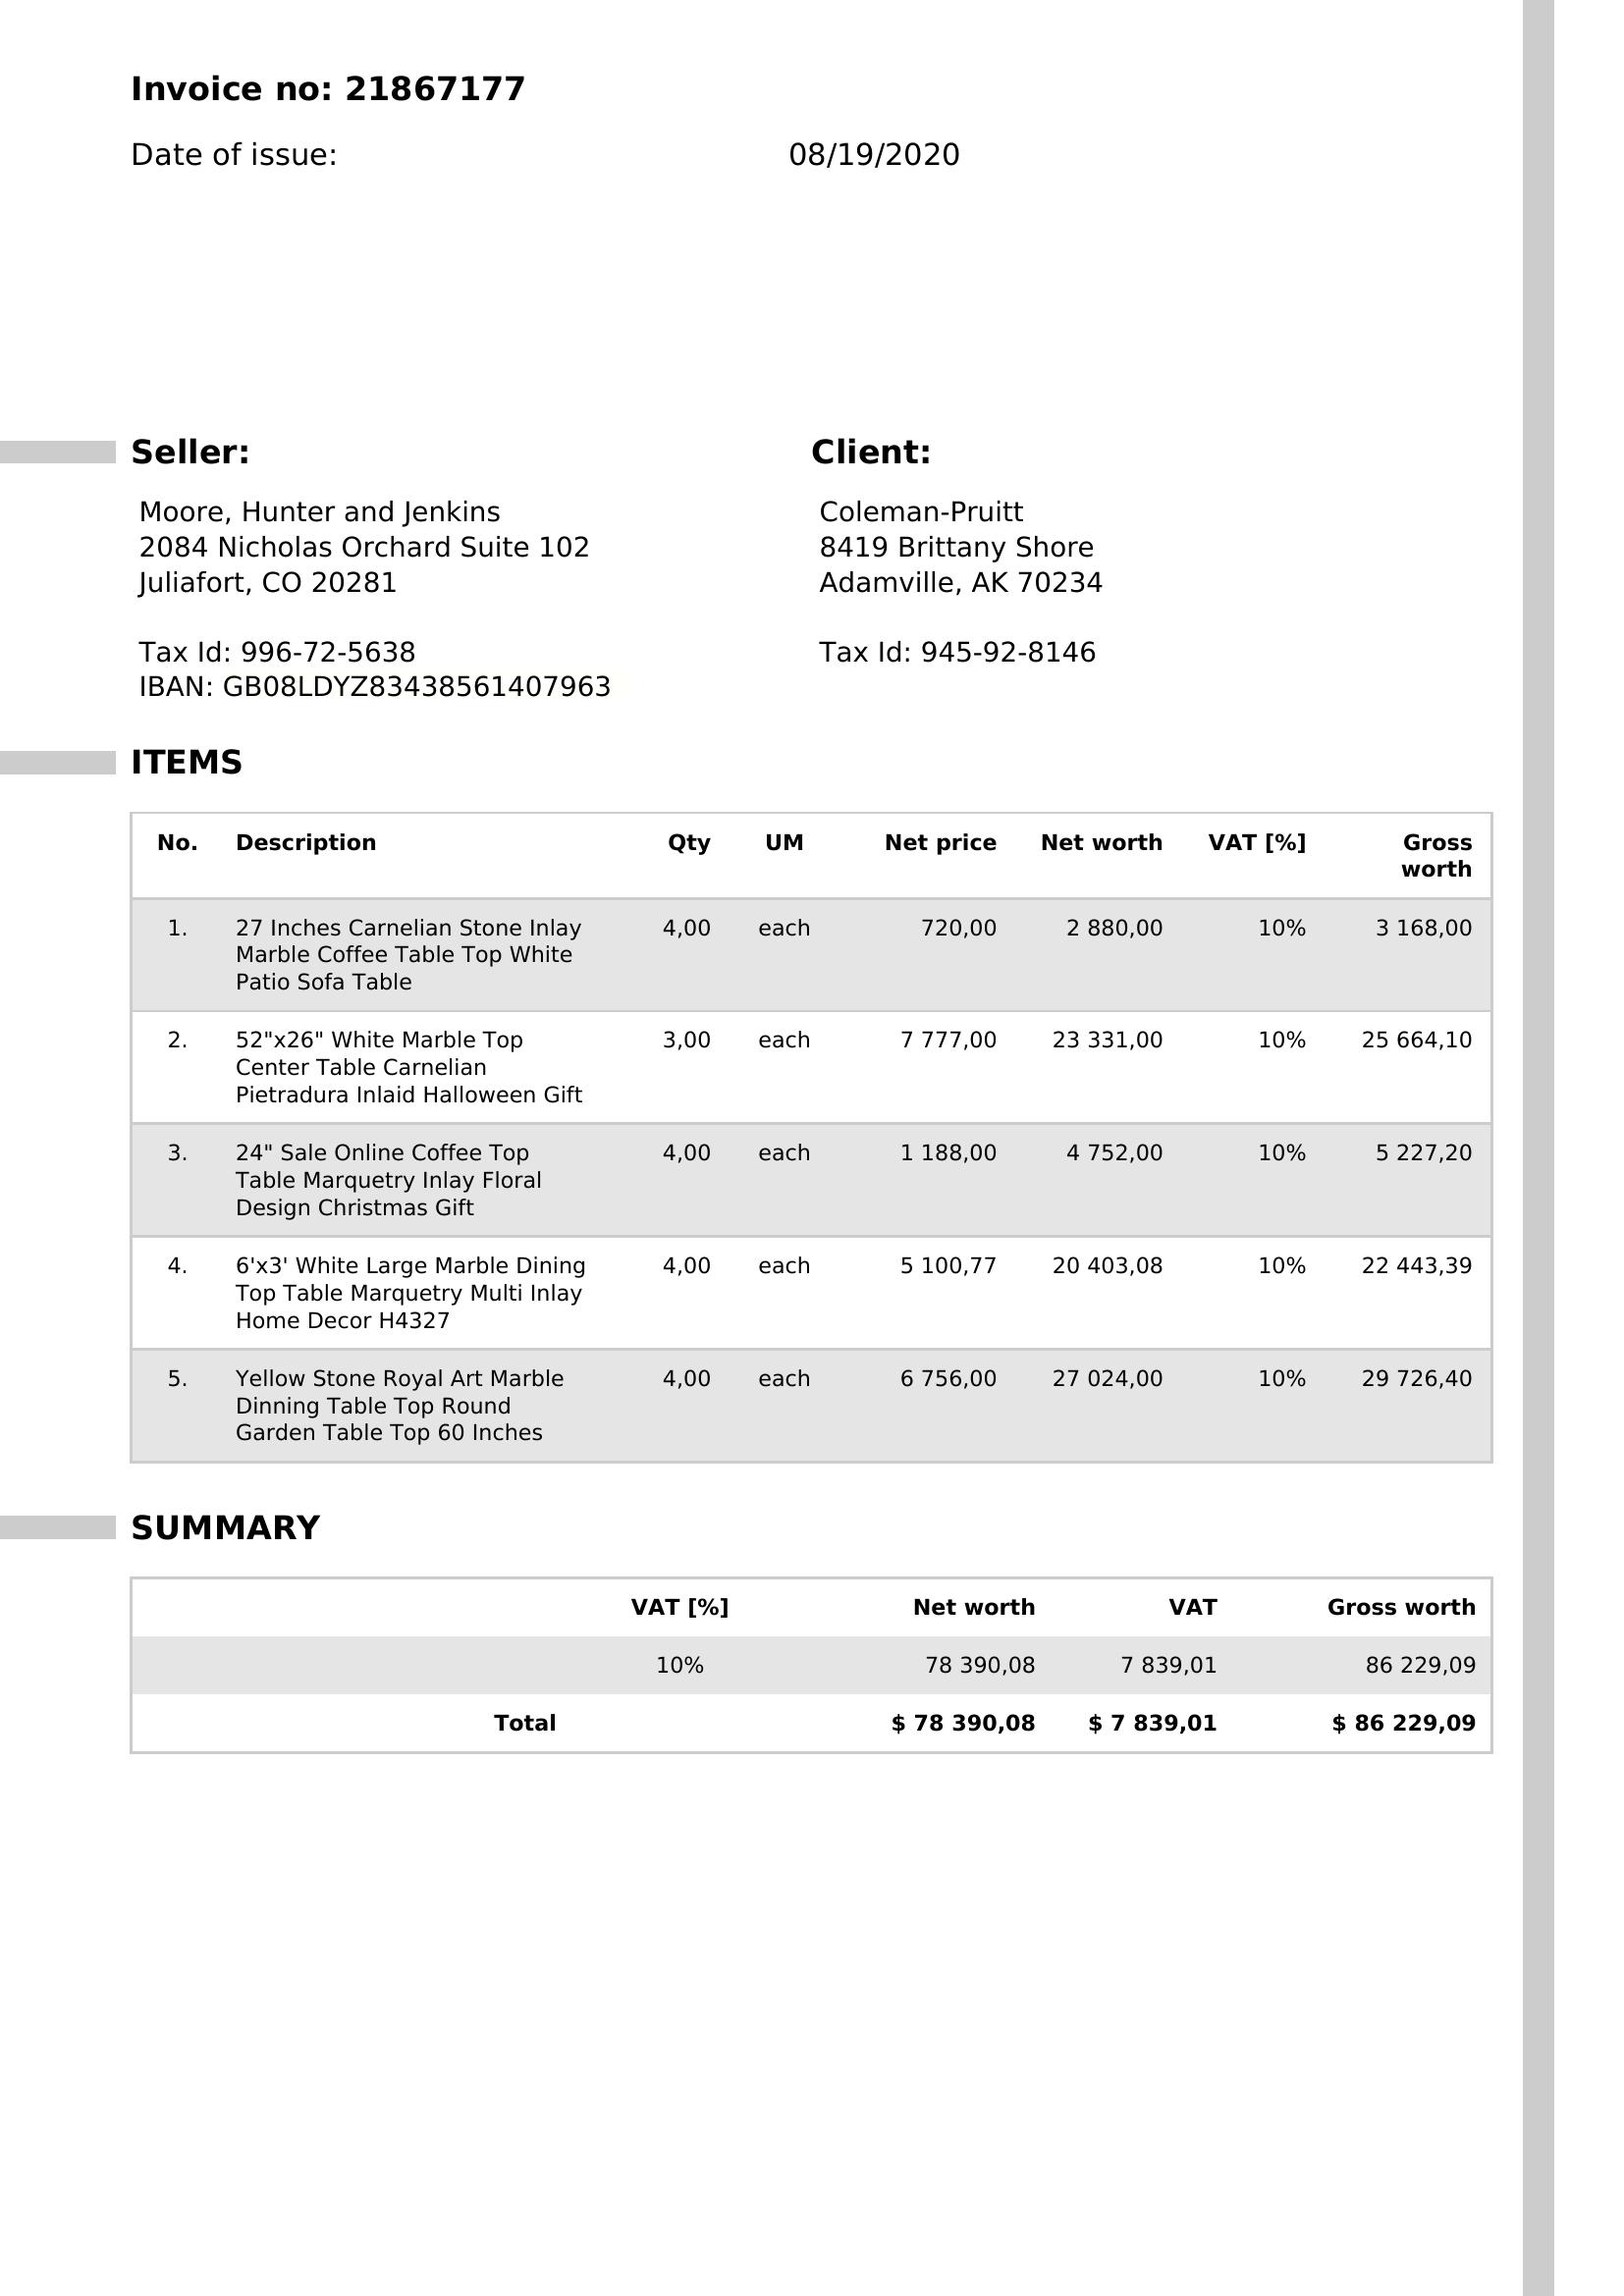 Invoice no: 21867177
Date of issue: 08/19/2020
Seller: Client:
Moore, Hunter and Jenkins Coleman-Pruitt
2084 Nicholas Orchard Suite 102 8419 Brittany Shore
Juliafort, CO 20281 Adamville, AK 70234
Tax Id: 996-72-5638 Tax Id: 945-92-8146
IBAN: GB08LDYZ83438561407963
ITEMS
No. Description Qty UM Net price Net worth VAT [%] Gross
worth
1. 27 Inches Carnelian Stone Inlay 4,00 each 720,00 2 880,00 10% 3 168,00
Marble Coffee Table Top White
Patio Sofa Table
2. 52"x26" White Marble Top 3,00 each 7 777,00 23 331,00 10% 25 664,10
Center Table Carnelian
Pietradura Inlaid Halloween Gift
3. 24" Sale Online Coffee Top 4,00 each 1 188,00 4 752,00 10% 5 227,20
Table Marquetry Inlay Floral
Design Christmas Gift
4. 6'x3' White Large Marble Dining 4,00 each 5 100,77 20 403,08 10% 22 443,39
Top Table Marquetry Multi Inlay
Home Decor H4327
5. Yellow Stone Royal Art Marble 4,00 each 6 756,00 27 024,00 10% 29 726,40
Dinning Table Top Round
Garden Table Top 60 Inches
SUMMARY
VAT [%] Net worth VAT Gross worth
10% 78 390,08 7 839,01 86 229,09
Total $ 78 390,08 $ 7 839,01 $ 86 229,09